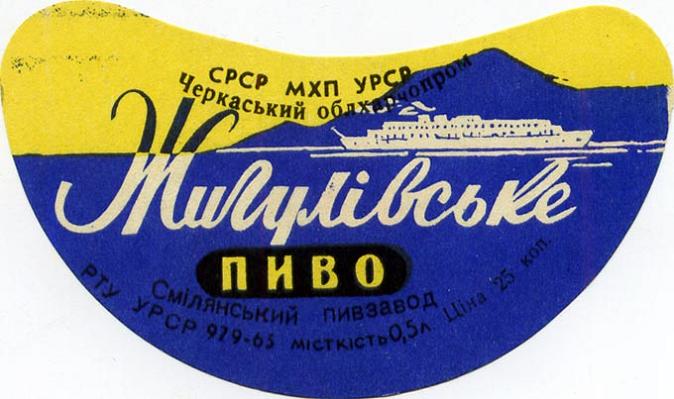 СРСР МХП УРСР
Черкаський облхарчопром
Жигулівське
ПИВО
Смілянський пивзавод
РТУ УРСР 979-65 місткість 0,5л Ціна 25 коп.